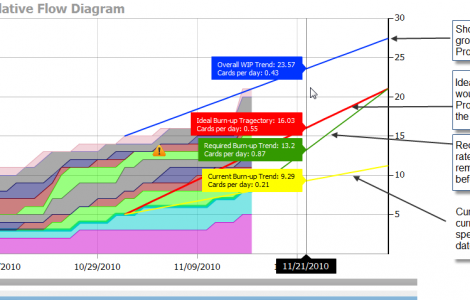 lative Flow Diagram
30
Sho
gro
Pro
Overall WIP Trend: 23.57
Cards per day: 0.43
25
20
Idea
wou
Pro
the
Ideal Burn-up Trajectory: 16.03
Cards per day: 0.55
15
Required Burn-up Trend: 13.2
Cards per day: 0.87
Rec
rate
rem
befo
Current Burn-up Trend: 9.29
Cards per day: 0.21
10
5
Curr
curr
spe
date
/2010
10/29/2010
11/09/2010
11/21/2010